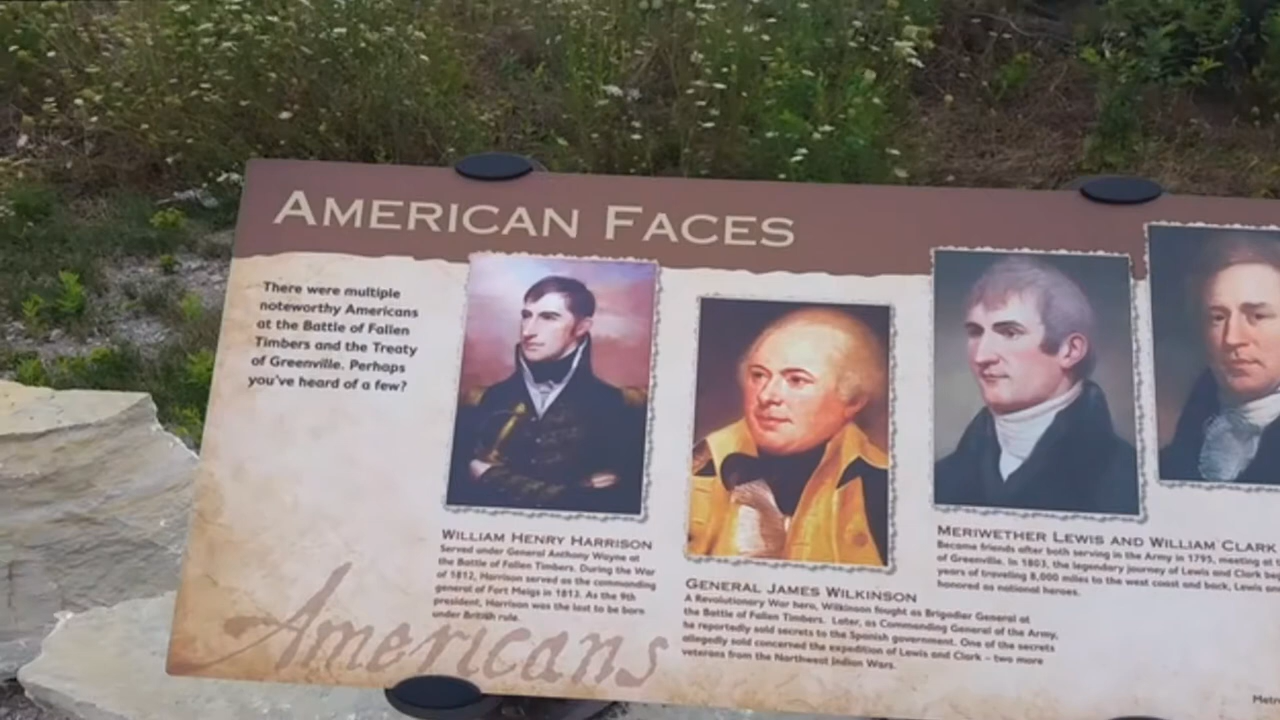 AMERICAN FACES
There were multiple
noteworthy Americans
at the Battle of Fallen
Timbers and the Treaty
of Greenville. Perhaps
you've heard of a few?
WILLIAM HENRY HARRISON
Served under General Anthony Wayne at
the Battle of Fallen Timbers. During the War
of 1812, Harrison served as the commanding
general of Fort Meigs in 1813. As the 9th
president, Harrison was the last to be born
under British rule.
GENERAL JAMES WILKINSON
A Revolutionary War hero, Wilkinson fought as Brigadier General at
the Battle of Fallen Timbers. Later, as Commanding General of the Army,
he reportedly sold secrets to the Spanish government. One of the secrets
allegedly sold concerned the expedition of Lewis and Clark – two more
veterans from the Northwest Indian Wars.
MERIWETHER LEWIS AND WILLIAM CLARK
Became friends after both serving in the Army in 1795, meeting at
of Greenville. In 1803, the legendary journey of Lewis and Clark
years of traveling 8,000 miles to the west coast and back, Lewis
honored as national heroes.
Americans